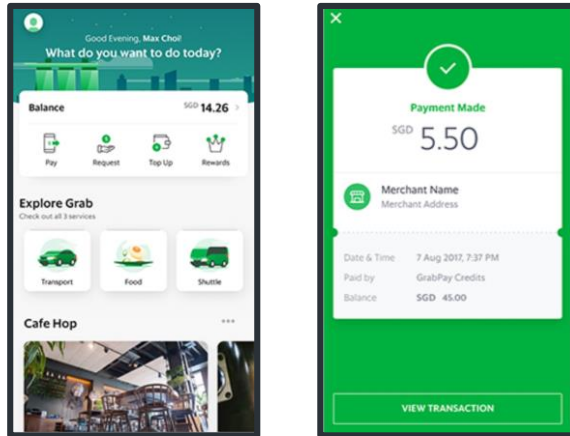 Good Evening, Max Choi!
What do you want to do today?
Balance
SGD 14.26 >
Pay
Request
Top Up
Rewards
Explore Grab
Check out all 3 services
Transport
Food
Shuttle
Cafe Hop
Payment Made
SGD 5.50
Merchant Name
Merchant Address
Date & Time 7 Aug 2017, 7:37 PM
Paid by GrabPay Credits
Balance SGD 45.00
VIEW TRANSACTION